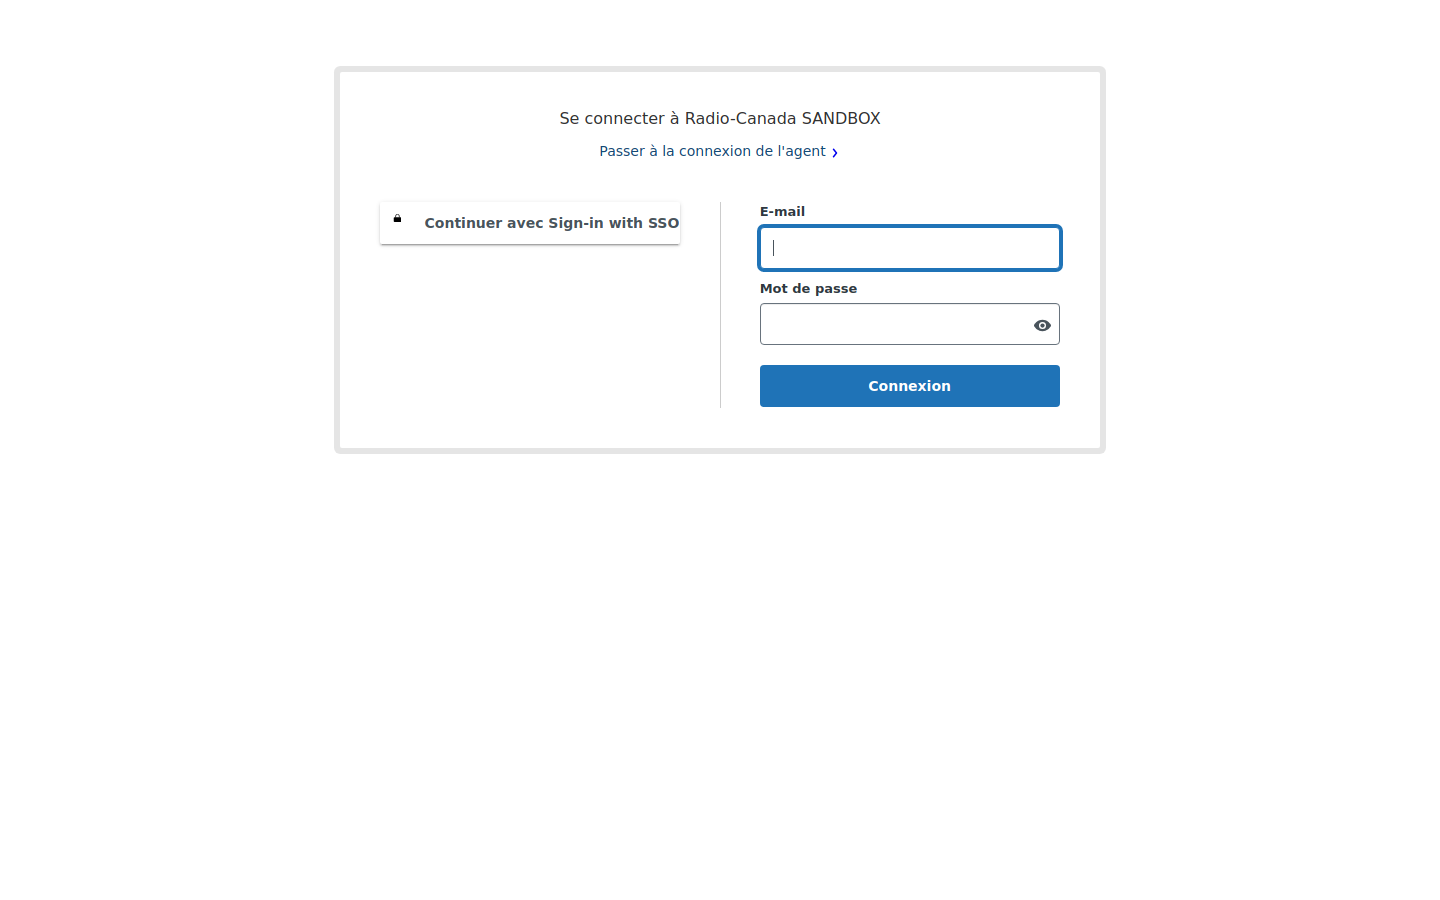 Se connecter à Radio-Canada SANDBOX
Passer à la connexion de l'agent
Continuer avec Sign-in with SSO
E-mail
Mot de passe
Connexion